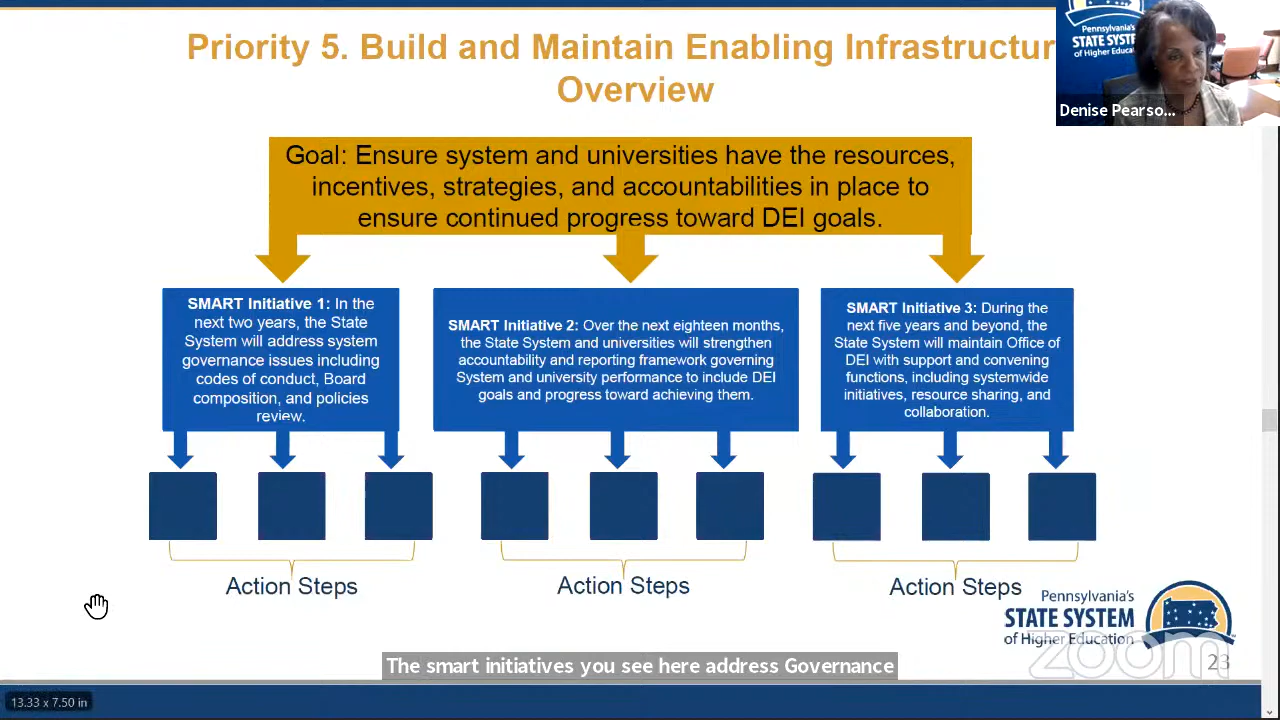 Priority 5. Build and Maintain Enabling Infrastructur
Overview
Pennsylvania's
STATE SYSTEM
of Higher Educa
Denise Pearso...
Goal: Ensure system and universities have the resources,
incentives, strategies, and accountabilities in place to
ensure continued progress toward DEI goals.
SMART Initiative 1: In the
next two years, the State
System will address system
governance issues including
codes of conduct, Board
composition, and policies
review.
SMART Initiative 2: Over the next eighteen months,
the State System and universities will strengthen
accountability and reporting framework governing
System and university performance to include DEI
goals and progress toward achieving them.
SMART Initiative 3: During the
next five years and beyond, the
State System will maintain Office of
DEI with support and convening
functions, including systemwide
initiatives, resource sharing, and
collaboration.
Action Steps
Action Steps
Action Steps
Pennsylvania's
STATE SYSTEM
of Higher Education
zoom
23
The smart initiatives you see here address Governance
13.33 x 7.50 in